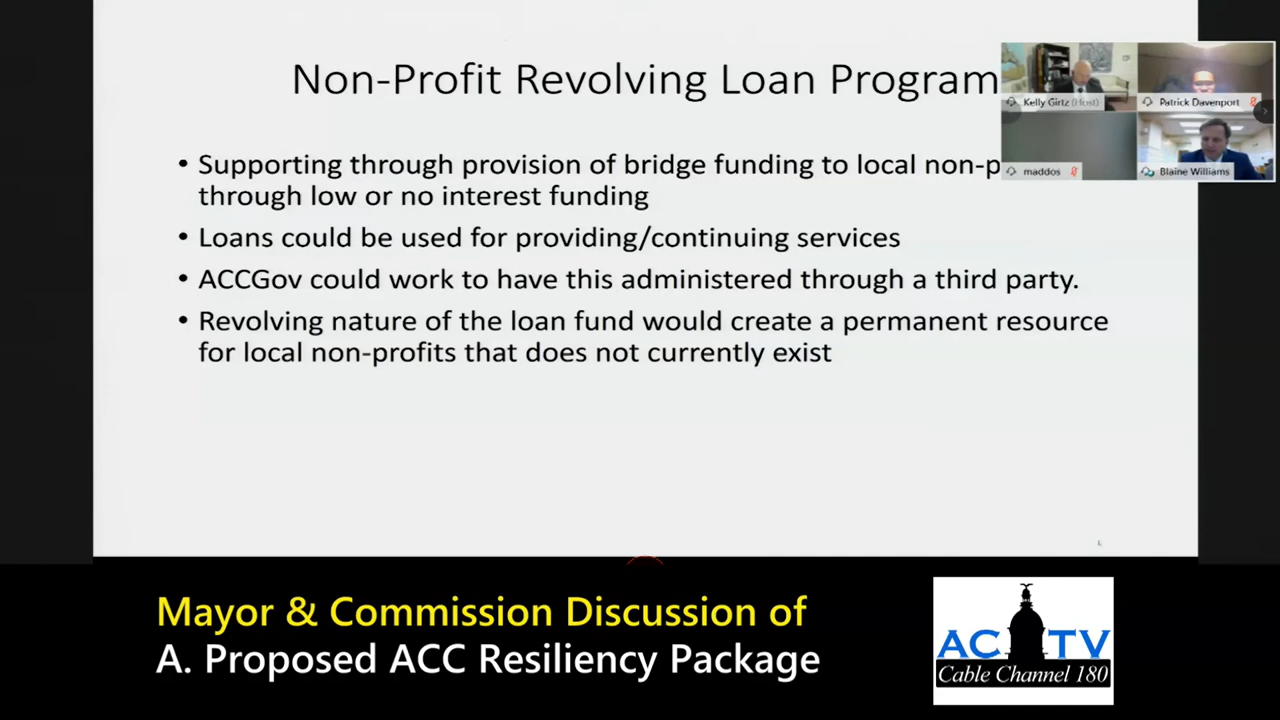 Non-Profit Revolving Loan Program
Kelly Girtz (Host)
Patrick Davenport
maddos
Blaine Williams
• Supporting through provision of bridge funding to local
through low or no interest funding
• Loans could be used for providing/continuing services
• ACCGov could work to have this administered through a third party.
• Revolving nature of the loan fund would create a permanent resource
for local non-profits that does not currently exist
Mayor & Commission Discussion of
A. Proposed ACC Resiliency Package
ACTV
Cable Channel 180